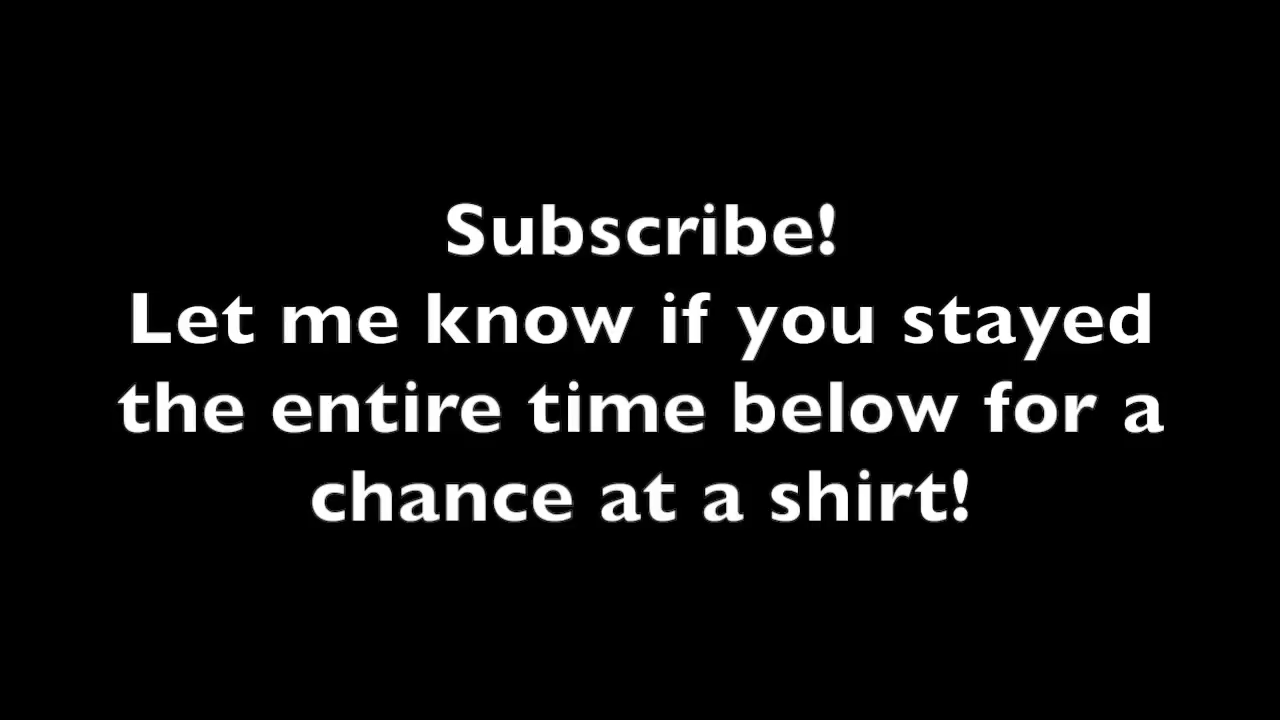 Subscribe!
Let me know if you stayed
the entire time below for a
chance at a shirt!